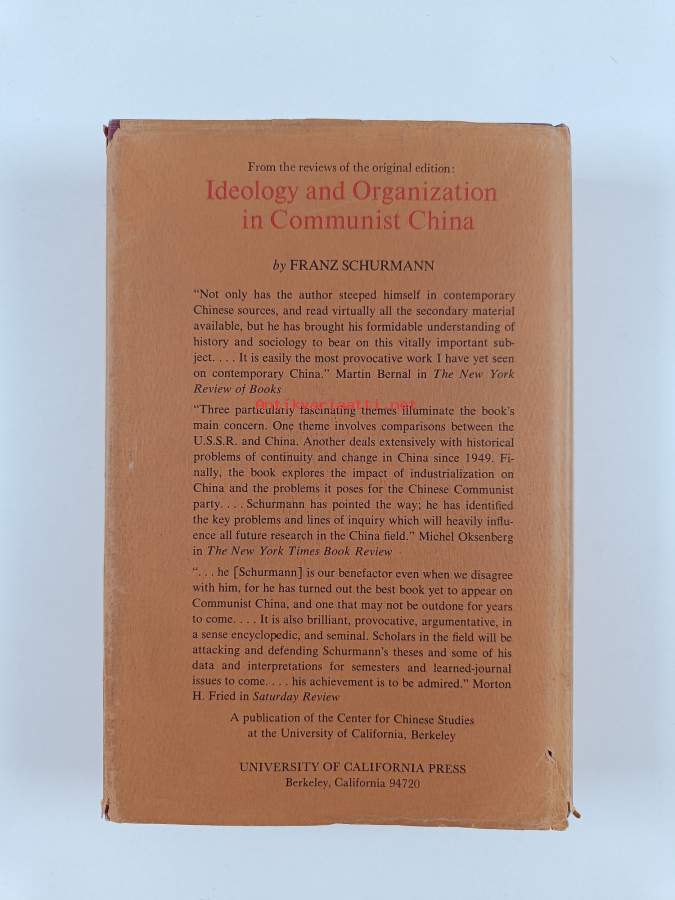 From the reviews of the original edition:
Ideology and Organization
in Communist China
by FRANZ SCHURMANN
“Not only has the author steeped himself in contemporary
Chinese sources, and read virtually all the secondary material
available, but he has brought his formidable understanding of
history and sociology to bear on this vitally important sub-
ject. . . . It is easily the most provocative work I have yet seen
on contemporary China.” Martin Bernal in The New York
Review of Books
Antikvariaatti.net
“Three particularly fascinating themes illuminate the book's
main concern. One theme involves comparisons between the
U.S.S.R. and China. Another deals extensively with historical
problems of continuity and change in China since 1949. Fi-
nally, the book explores the impact of industrialization on
China and the problems it poses for the Chinese Communist
party. . . . Schurmann has pointed the way; he has identified
the key problems and lines of inquiry which will heavily influ-
ence all future research in the China field.” Michel Oksenberg
in The New York Times Book Review
“. . . he [Schurmann] is our benefactor even when we disagree
with him, for he has turned out the best book yet to appear on
Communist China, and one that may not be outdone for years
to come. . . . It is also brilliant, provocative, argumentative, in
a sense encyclopedic, and seminal. Scholars in the field will be
attacking and defending Schurmann's theses and some of his
data and interpretations for semesters and learned-journal
issues to come. . . . his achievement is to be admired.” Morton
H. Fried in Saturday Review
A publication of the Center for Chinese Studies
at the University of California, Berkeley
UNIVERSITY OF CALIFORNIA PRESS
Berkeley, California 94720